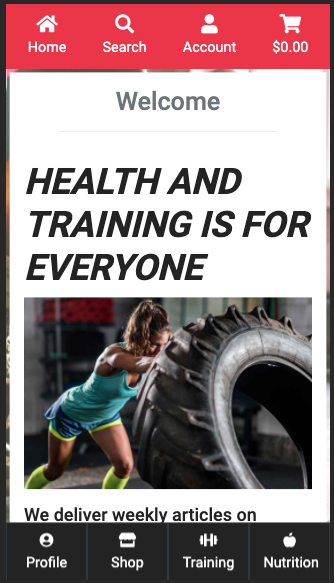 Home Search Account $0.00
Welcome
HEALTH AND
TRAINING IS FOR
EVERYONE
We deliver weekly articles on
Profile Shop Training Nutrition